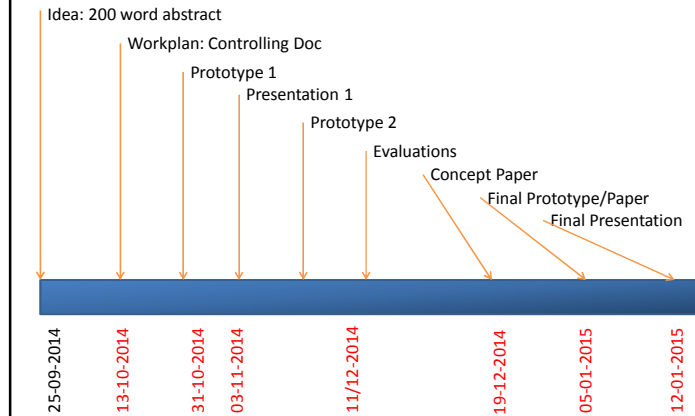 Idea: 200 word abstract
Workplan: Controlling Doc
Prototype 1
Presentation 1
Prototype 2
Evaluations
Concept Paper
Final Prototype/Paper
Final Presentation
25-09-2014
13-10-2014
31-10-2014
03-11-2014
11/12-2014
19-12-2014
05-01-2015
12-01-2015